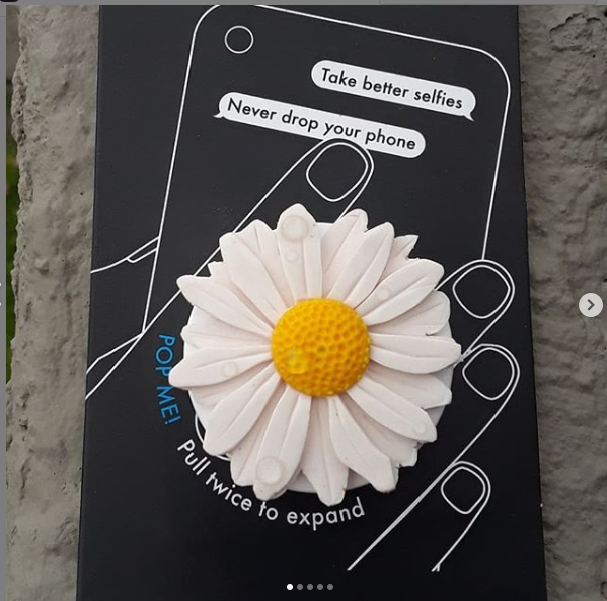 Take better selfies
Never drop your phone
POP ME!
Pull twice to expand